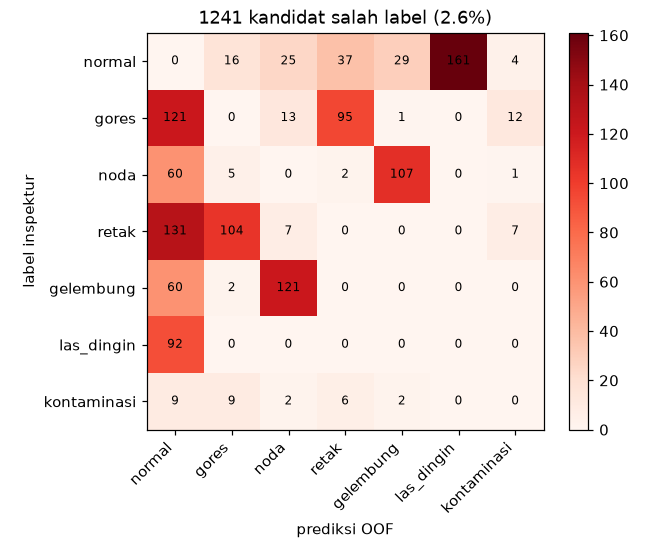 1241 kandidat salah label (2.6%)
label inspektur
normal 0 16 25 37 29 161 4
gores 121 0 13 95 1 0 12
noda 60 5 0 2 107 0 1
retak 131 104 7 0 0 0 7
gelembung 60 2 121 0 0 0 0
las_dingin 92 0 0 0 0 0 0
kontaminasi 9 9 2 6 2 0 0
normal gores noda retak gelembung las_dingin kontaminasi
prediksi OOF
160
140
120
100
80
60
40
20
0